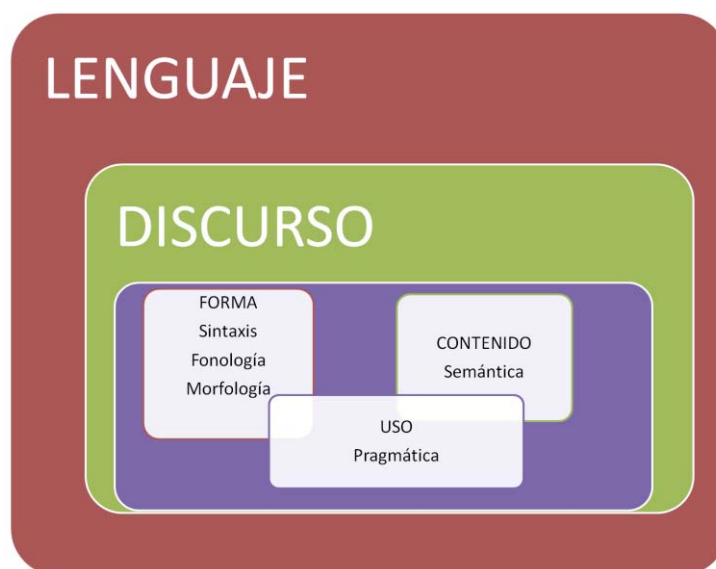 LENGUAJE
DISCURSO
FORMA
Sintaxis
Fonología
Morfología
CONTENIDO
Semántica
USO
Pragmática